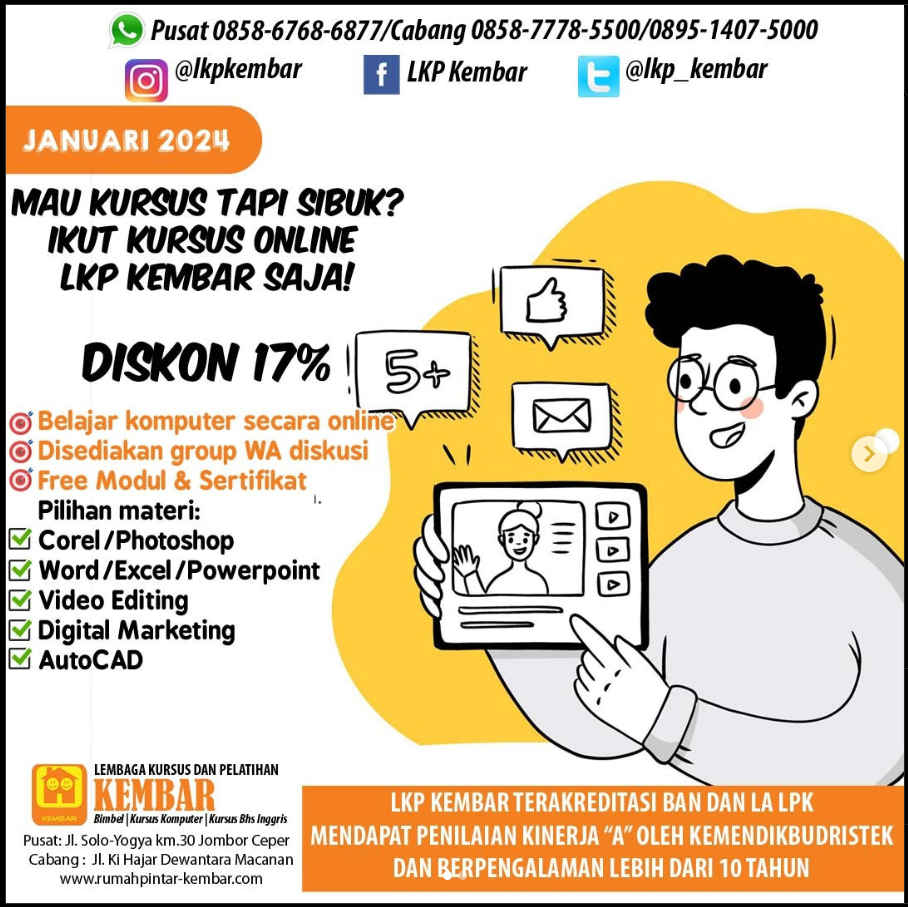 Pusat 0858-6768-6877/Cabang 0858-7778-5500/0895-1407-5000
@lkpkembar
LKP Kembar
@lkp_kembar
JANUARI 2024
MAU KURSUS TAPI SIBUK?
IKUT KURSUS ONLINE
LKP KEMBAR SAJA!
DISKON 17%
5+
Belajar komputer secara online
Disediakan group WA diskusi
Free Modul & Sertifikat
Pilihan materi:
Corel/Photoshop
Word/Excel/Powerpoint
Video Editing
Digital Marketing
AutoCAD
LEMBAGA KURSUS DAN PELATIHAN
KEMBAR
KEMBAR
Bimbel | Kursus Komputer | Kursus Bhs Inggris
Pusat: Jl. Solo-Yogya km.30 Jombor Ceper
Cabang : Jl. Ki Hajar Dewantara Macanan
www.rumahpintar-kembar.com
LKP KEMBAR TERAKREDITASI BAN DAN LA LPK
MENDAPAT PENILAIAN KINERJA “A” OLEH KEMENDIKBUDRISTEK
DAN BERPENGALAMAN LEBIH DARI 10 TAHUN